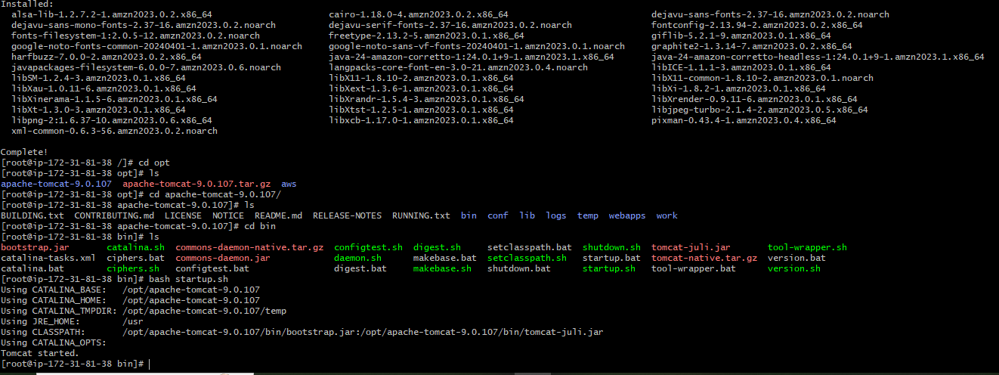 Installed:
alsa-lib-1.2.7.2-1.amzn2023.0.2.x86_64 cairo-1.18.0-4.amzn2023.0.2.x86_64 dejavu-sans-fonts-2.37-16.amzn2023.0.2.noarch
dejavu-sans-mono-fonts-2.37-16.amzn2023.0.2.noarch dejavu-serif-fonts-2.37-16.amzn2023.0.2.noarch fontconfig-2.13.94-2.amzn2023.0.2.x86_64
fonts-filesystem-1:2.0.5-12.amzn2023.0.2.noarch freetype-2.13.2-5.amzn2023.0.1.x86_64 giflib-5.2.1-9.amzn2023.0.1.x86_64
google-noto-fonts-common-20240401-1.amzn2023.0.1.noarch google-noto-sans-vf-fonts-20240401-1.amzn2023.0.1.noarch graphite2-1.3.14-7.amzn2023.0.2.x86_64
harfbuzz-7.0.0-2.amzn2023.0.2.x86_64 java-24-amazon-corretto-1:24.0.1+9-1.amzn2023.1.x86_64 java-24-amazon-corretto-headless-1:24.0.1+9-1.amzn2023.1.x86_64
javapackages-filesystem-6.0.0-7.amzn2023.0.6.noarch langpacks-core-font-en-3.0-21.amzn2023.0.4.noarch libICE-1.1.1-3.amzn2023.0.1.x86_64
libSM-1.2.4-3.amzn2023.0.1.x86_64 libX11-1.8.10-2.amzn2023.0.1.x86_64 libX11-common-1.8.10-2.amzn2023.0.1.noarch
libXau-1.0.11-6.amzn2023.0.1.x86_64 libXext-1.3.6-1.amzn2023.0.1.x86_64 libXi-1.8.2-1.amzn2023.0.1.x86_64
libXinerama-1.1.5-6.amzn2023.0.1.x86_64 libXrandr-1.5.4-3.amzn2023.0.1.x86_64 libXrender-0.9.11-6.amzn2023.0.1.x86_64
libXt-1.3.0-3.amzn2023.0.1.x86_64 libXtst-1.2.5-1.amzn2023.0.1.x86_64 libjpeg-turbo-2.1.4-2.amzn2023.0.5.x86_64
libpng-2:1.6.37-10.amzn2023.0.6.x86_64 libxcb-1.17.0-1.amzn2023.0.1.x86_64 pixman-0.43.4-1.amzn2023.0.4.x86_64
xml-common-0.6.3-56.amzn2023.0.2.noarch
Complete!
[root@ip-172-31-81-38 /]# cd opt
[root@ip-172-31-81-38 opt]# ls
apache-tomcat-9.0.107 apache-tomcat-9.0.107.tar.gz aws
[root@ip-172-31-81-38 opt]# cd apache-tomcat-9.0.107/
[root@ip-172-31-81-38 apache-tomcat-9.0.107]# ls
BUILDING.txt CONTRIBUTING.md LICENSE NOTICE README.md RELEASE-NOTES RUNNING.txt bin conf lib logs temp webapps work
[root@ip-172-31-81-38 apache-tomcat-9.0.107]# cd bin
[root@ip-172-31-81-38 bin]# ls
bootstrap.jar catalina.sh commons-daemon-native.tar.gz configtest.sh digest.sh setclasspath.bat shutdown.sh tomcat-juli.jar tool-wrapper.sh
catalina-tasks.xml ciphers.bat commons-daemon.jar daemon.sh makebase.bat setclasspath.sh startup.bat tomcat-native.tar.gz version.bat
catalina.bat ciphers.sh configtest.bat digest.bat makebase.sh shutdown.bat startup.sh tool-wrapper.bat version.sh
[root@ip-172-31-81-38 bin]# bash startup.sh
Using CATALINA_BASE: /opt/apache-tomcat-9.0.107
Using CATALINA_HOME: /opt/apache-tomcat-9.0.107
Using CATALINA_TMPDIR: /opt/apache-tomcat-9.0.107/temp
Using JRE_HOME: /usr
Using CLASSPATH: /opt/apache-tomcat-9.0.107/bin/bootstrap.jar:/opt/apache-tomcat-9.0.107/bin/tomcat-juli.jar
Using CATALINA_OPTS:
Tomcat started.
[root@ip-172-31-81-38 bin]#